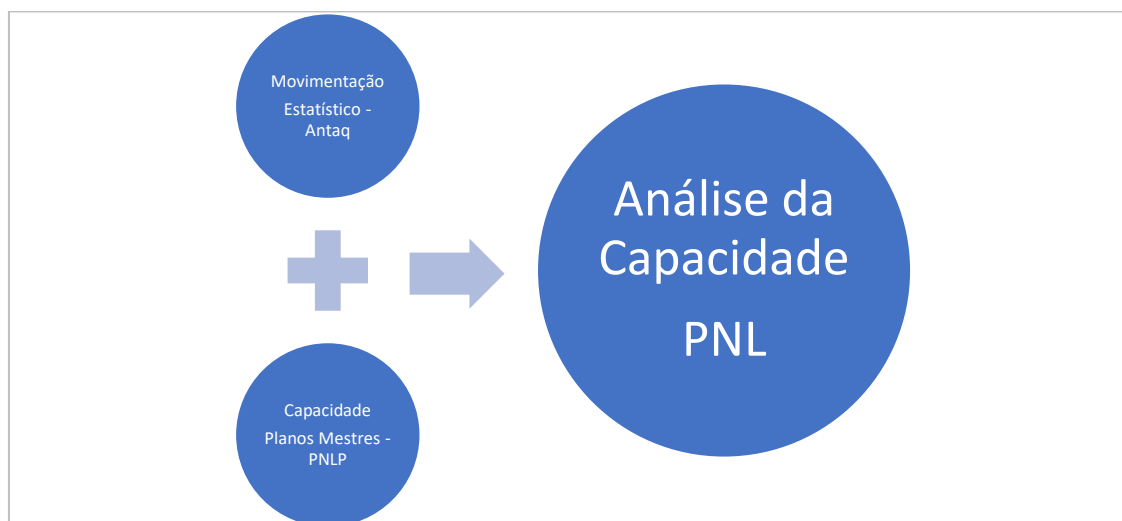 Movimentação
Estatístico -
Antaq
Capacidade
Planos Mestres -
PNLP
Análise da
Capacidade
PNL